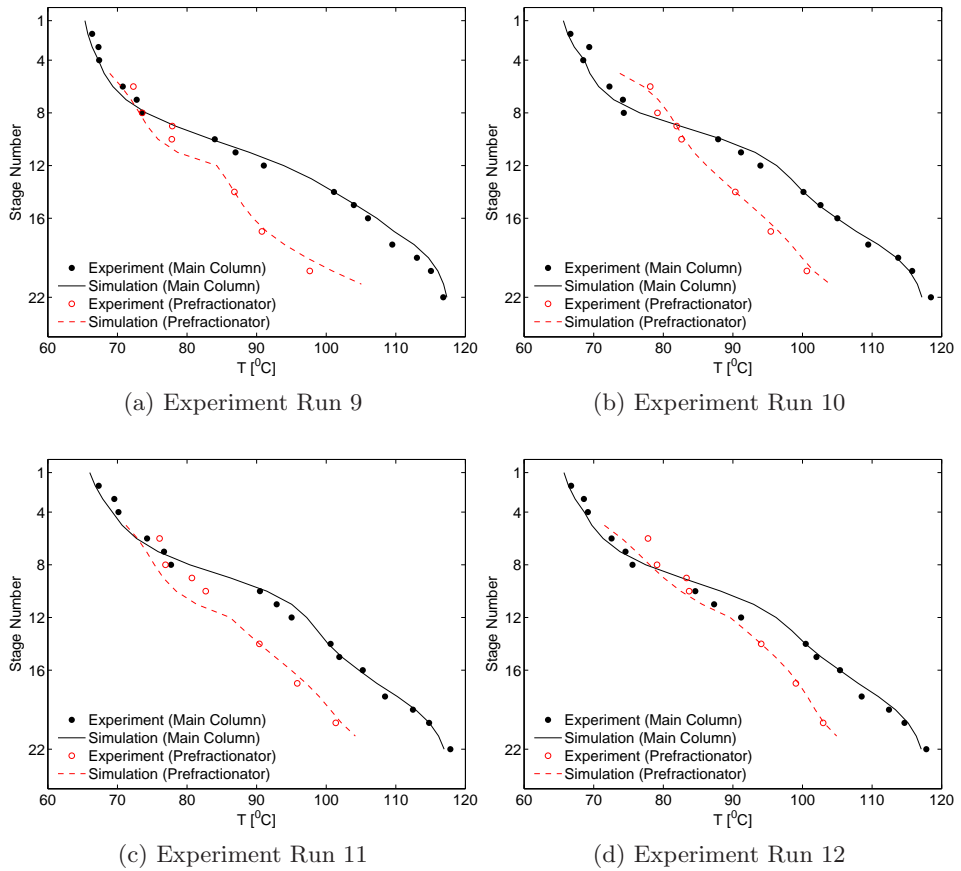 1
4
8
12
16
22
Stage Number
Experiment (Main Column)
Simulation (Main Column)
Experiment (Prefractionator)
Simulation (Prefractionator)
60 70 80 90 100 110 120
T [⁰C]
(a) Experiment Run 9
1
4
8
12
16
22
Stage Number
Experiment (Main Column)
Simulation (Main Column)
Experiment (Prefractionator)
Simulation (Prefractionator)
60 70 80 90 100 110 120
T [⁰C]
(b) Experiment Run 10
1
4
8
12
16
22
Stage Number
Experiment (Main Column)
Simulation (Main Column)
Experiment (Prefractionator)
Simulation (Prefractionator)
60 70 80 90 100 110 120
T [⁰C]
(c) Experiment Run 11
1
4
8
12
16
22
Stage Number
Experiment (Main Column)
Simulation (Main Column)
Experiment (Prefractionator)
Simulation (Prefractionator)
60 70 80 90 100 110 120
T [⁰C]
(d) Experiment Run 12